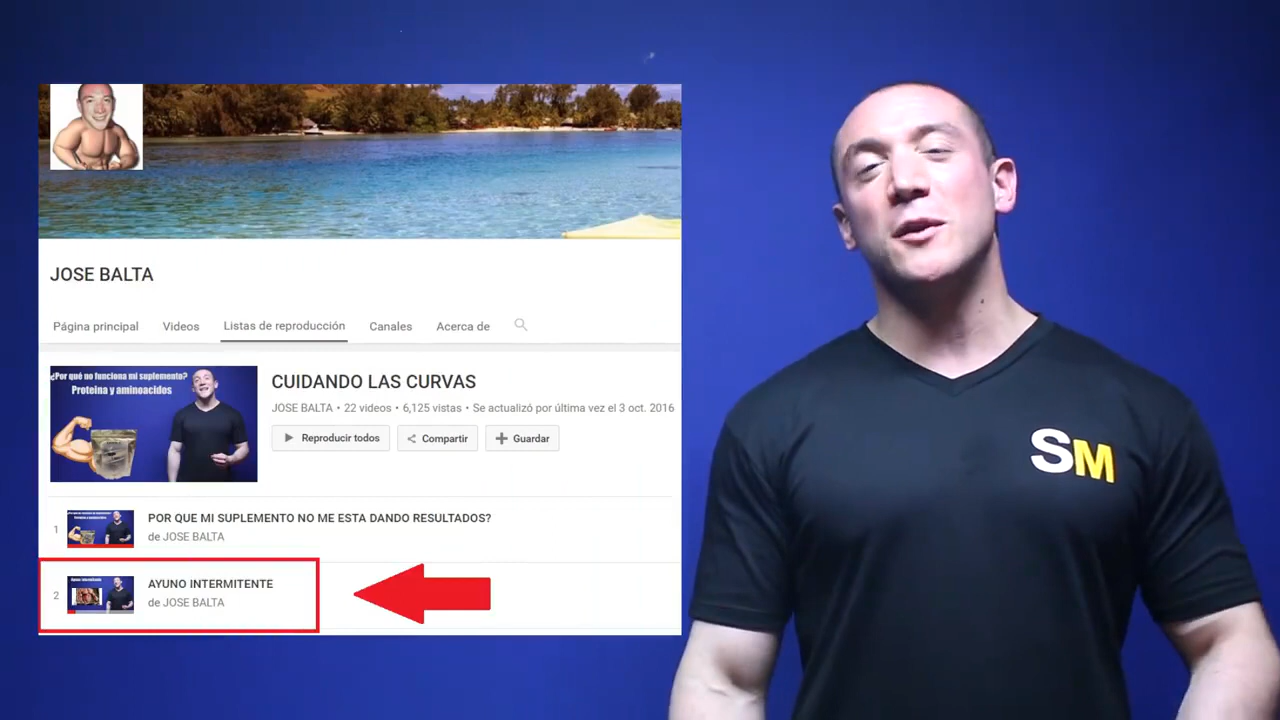 JOSE BALTA
Página principal Videos Listas de reproducción Canales Acerca de
¿Por qué no funciona mi suplemento?
Proteina y aminoacidos
CUIDANDO LAS CURVAS
JOSE BALTA • 22 videos • 6,125 vistas • Se actualizó por última vez el 3 oct. 2016
Reproducir todos Compartir Guardar
1
POR QUE MI SUPLEMENTO NO ME ESTA DANDO RESULTADOS?
de JOSE BALTA
2
AYUNO INTERMITENTE
de JOSE BALTA
SM